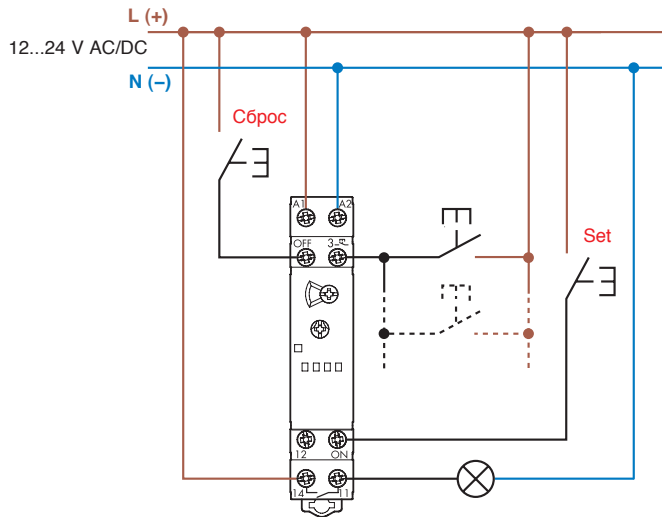 L (+)
12...24 V AC/DC
N (–)
Сброс
A1 A2
OFF 3-
Set
12 ON
14 11